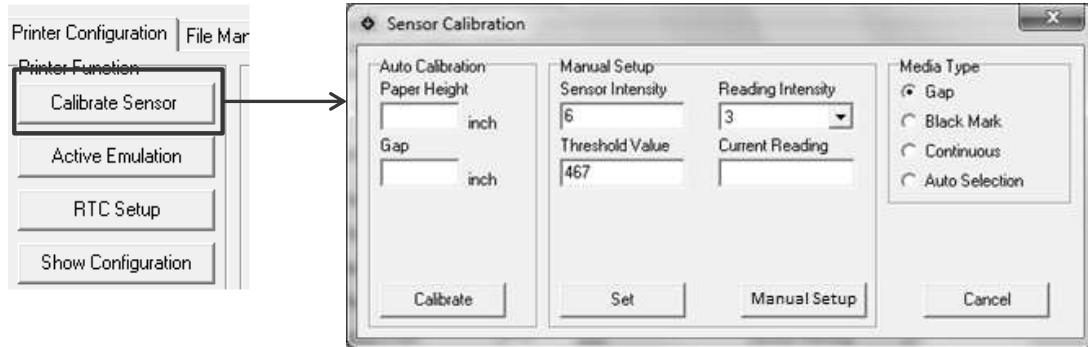 Printer Configuration
File Mar
Printer Function
Calibrate Sensor
Active Emulation
RTC Setup
Show Configuration
Sensor Calibration
Auto Calibration
Paper Height
inch
Gap
inch
Calibrate
Manual Setup
Sensor Intensity
6
Reading Intensity
3
Threshold Value
467
Current Reading
Set
Manual Setup
Media Type
Gap
Black Mark
Continuous
Auto Selection
Cancel